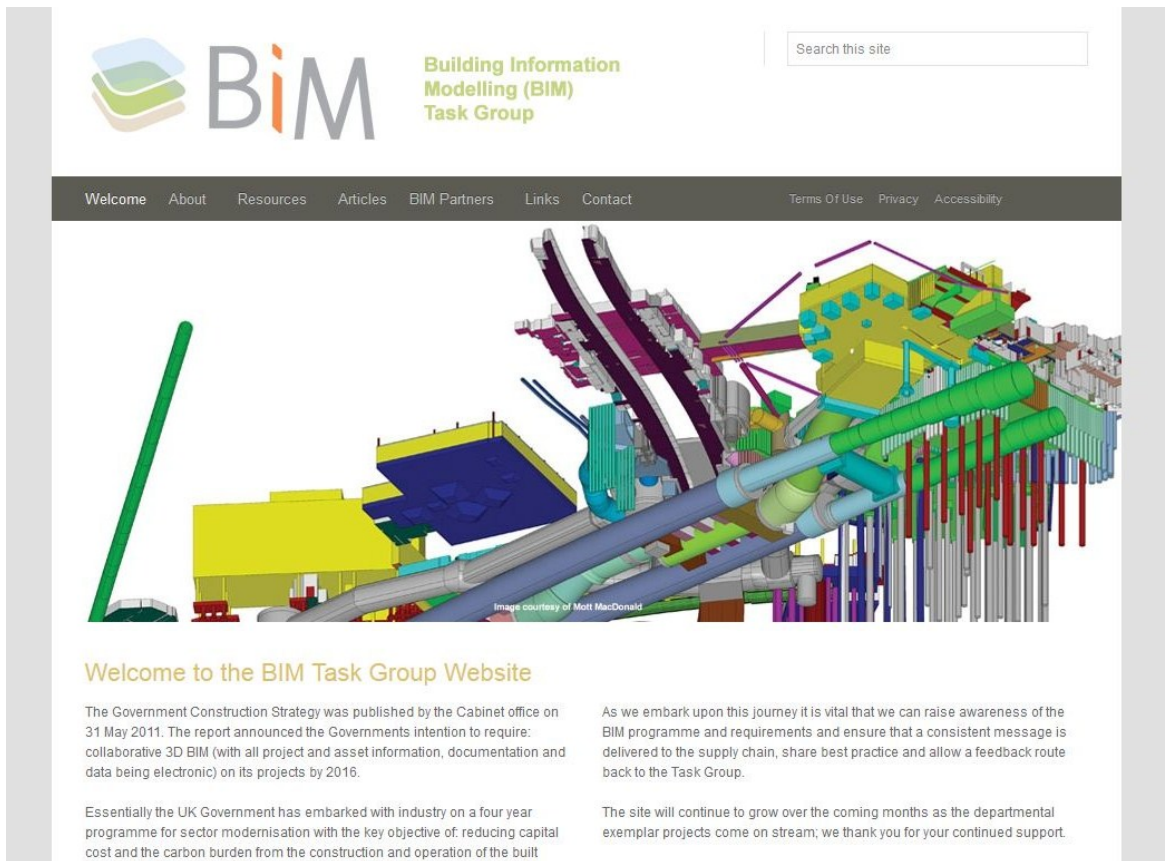 BiM
Building Information
Modelling (BIM)
Task Group
Search this site
Welcome About Resources Articles BIM Partners Links Contact Terms Of Use Privacy Accessibility
Image courtesy of Mott MacDonald
Welcome to the BIM Task Group Website
The Government Construction Strategy was published by the Cabinet office on
31 May 2011. The report announced the Governments intention to require:
collaborative 3D BIM (with all project and asset information, documentation and
data being electronic) on its projects by 2016.
Essentially the UK Government has embarked with industry on a four year
programme for sector modernisation with the key objective of: reducing capital
cost and the carbon burden from the construction and operation of the built
As we embark upon this journey it is vital that we can raise awareness of the
BIM programme and requirements and ensure that a consistent message is
delivered to the supply chain, share best practice and allow a feedback route
back to the Task Group.
The site will continue to grow over the coming months as the departmental
exemplar projects come on stream; we thank you for your continued support.